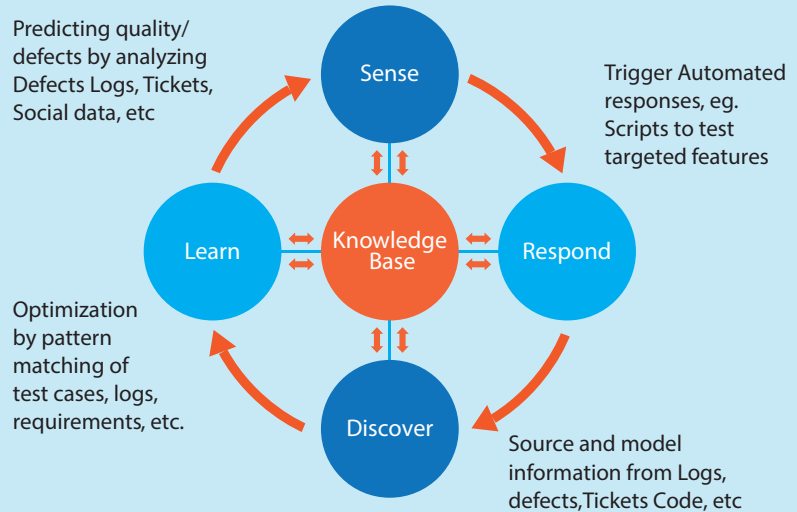 Predicting quality/
defects by analyzing
Defects Logs, Tickets,
Social data, etc
Sense
Trigger Automated
responses, eg.
Scripts to test
targeted features
Learn
Knowledge
Base
Respond
Optimization
by pattern
matching of
test cases, logs,
requirements, etc.
Discover
Source and model
information from Logs,
defects,Tickets Code, etc